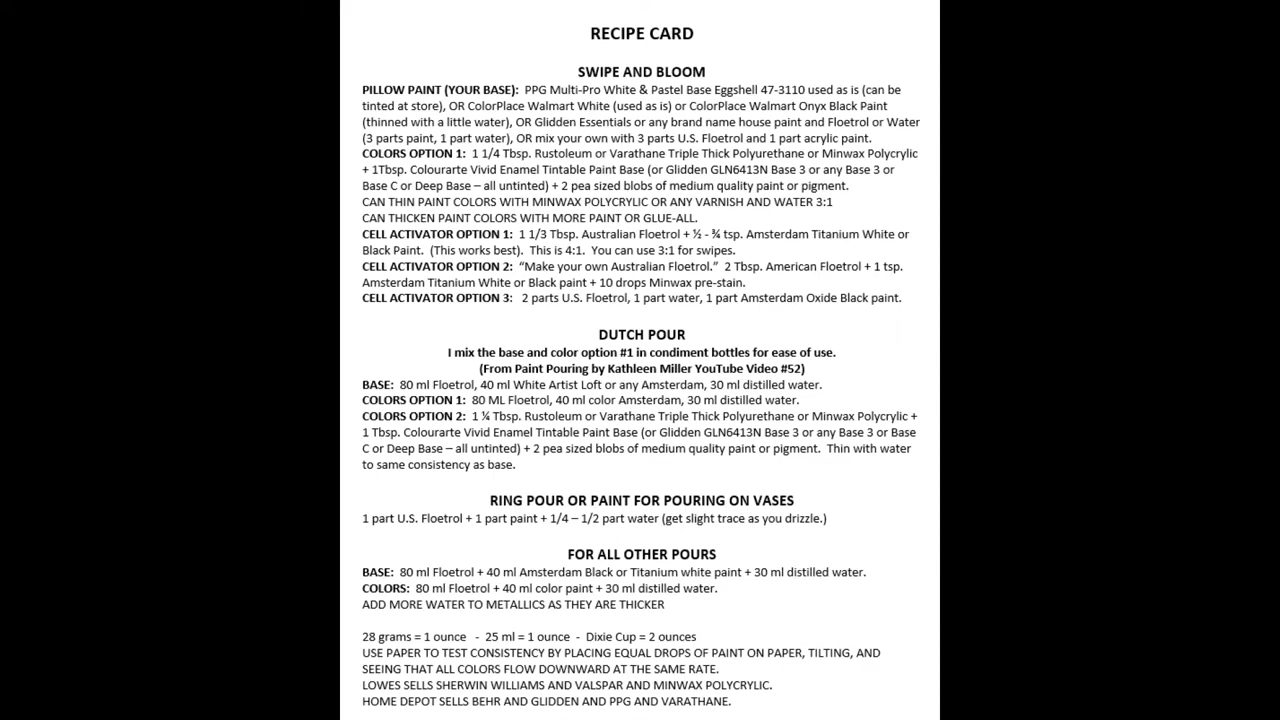 RECIPE CARD
SWIPE AND BLOOM
PILLOW PAINT (YOUR BASE):  PPG Multi-Pro White & Pastel Base Eggshell 47-3110 used as is (can be
tinted at store), OR ColorPlace Walmart White (used as is) or ColorPlace Walmart Onyx Black Paint
(thinned with a little water), OR Glidden Essentials or any brand name house paint and Floetrol or Water
(3 parts paint, 1 part water), OR mix your own with 3 parts U.S. Floetrol and 1 part acrylic paint.
COLORS OPTION 1:  1 1/4 Tbsp. Rustoleum or Varathane Triple Thick Polyurethane or Minwax Polycrylic
+ 1Tbsp. Colourarte Vivid Enamel Tintable Paint Base (or Glidden GLN6413N Base 3 or any Base 3 or
Base C or Deep Base – all untinted) + 2 pea sized blobs of medium quality paint or pigment.
CAN THIN PAINT COLORS WITH MINWAX POLYCRYLIC OR ANY VARNISH AND WATER 3:1
CAN THICKEN PAINT COLORS WITH MORE PAINT OR GLUE-ALL.
CELL ACTIVATOR OPTION 1:  1 1/3 Tbsp. Australian Floetrol + ½ - ¾ tsp. Amsterdam Titanium White or
Black Paint.  (This works best).  This is 4:1.  You can use 3:1 for swipes.
CELL ACTIVATOR OPTION 2:  “Make your own Australian Floetrol.”  2 Tbsp. American Floetrol + 1 tsp.
Amsterdam Titanium White or Black paint + 10 drops Minwax pre-stain.
CELL ACTIVATOR OPTION 3:   2 parts U.S. Floetrol, 1 part water, 1 part Amsterdam Oxide Black paint.
DUTCH POUR
I mix the base and color option #1 in condiment bottles for ease of use.
(From Paint Pouring by Kathleen Miller YouTube Video #52)
BASE:  80 ml Floetrol, 40 ml White Artist Loft or any Amsterdam, 30 ml distilled water.
COLORS OPTION 1:  80 ML Floetrol, 40 ml color Amsterdam, 30 ml distilled water.
COLORS OPTION 2:  1 ¼ Tbsp. Rustoleum or Varathane Triple Thick Polyurethane or Minwax Polycrylic +
1 Tbsp. Colourarte Vivid Enamel Tintable Paint Base (or Glidden GLN6413N Base 3 or any Base 3 or Base
C or Deep Base – all untinted) + 2 pea sized blobs of medium quality paint or pigment.  Thin with water
to same consistency as base.
RING POUR OR PAINT FOR POURING ON VASES
1 part U.S. Floetrol + 1 part paint + 1/4 – 1/2 part water (get slight trace as you drizzle.)
FOR ALL OTHER POURS
BASE:  80 ml Floetrol + 40 ml Amsterdam Black or Titanium white paint + 30 ml distilled water.
COLORS:  80 ml Floetrol + 40 ml color paint + 30 ml distilled water.
ADD MORE WATER TO METALLICS AS THEY ARE THICKER
28 grams = 1 ounce   -  25 ml = 1 ounce  -  Dixie Cup = 2 ounces
USE PAPER TO TEST CONSISTENCY BY PLACING EQUAL DROPS OF PAINT ON PAPER, TILTING, AND
SEEING THAT ALL COLORS FLOW DOWNWARD AT THE SAME RATE.
LOWES SELLS SHERWIN WILLIAMS AND VALSPAR AND MINWAX POLYCRYLIC.
HOME DEPOT SELLS BEHR AND GLIDDEN AND PPG AND VARATHANE.